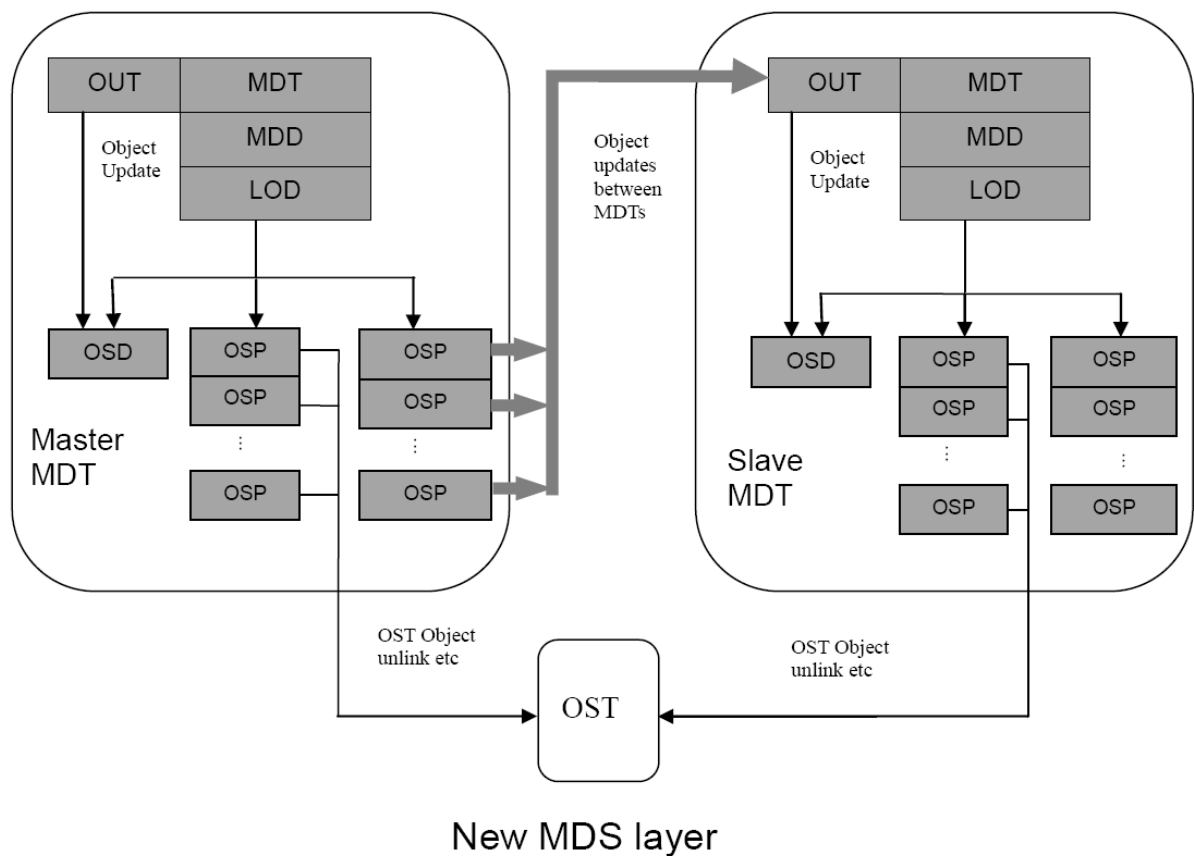 OUT
MDT
MDD
LOD
Object
Update
OSD
OSP
OSP
⋮
OSP
OSP
OSP
⋮
OSP
Master
MDT
Object
updates
between
MDTs
OUT
MDT
MDD
LOD
Object
Update
OSD
OSP
OSP
⋮
OSP
OSP
OSP
⋮
OSP
Slave
MDT
OST Object
unlink etc
OST
OST Object
unlink etc
New MDS layer